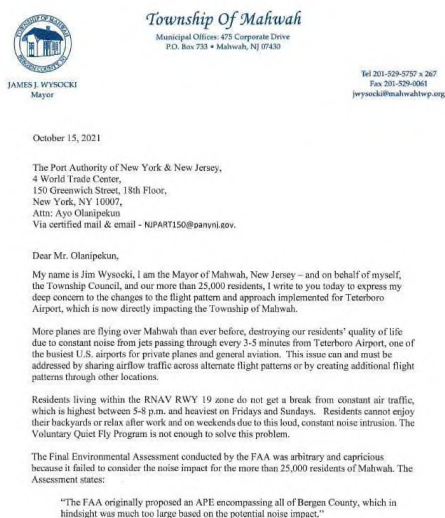 TOWNSHIP OF MAHWAH
BERGEN COUNTY, NJ
Township Of Mahwah
Municipal Offices: 475 Corporate Drive
P.O. Box 733 • Mahwah, NJ 07430
JAMES J. WYSOCKI
Mayor
Tel 201-529-5757 x 267
Fax 201-529-0061
jwysocki@mahwahtwp.org
October 15, 2021
The Port Authority of New York & New Jersey,
4 World Trade Center,
150 Greenwich Street, 18th Floor,
New York, NY 10007,
Attn: Ayo Olanipekun
Via certified mail & email - NJPART150@panynj.gov.
Dear Mr. Olanipekun,
My name is Jim Wysocki, I am the Mayor of Mahwah, New Jersey – and on behalf of myself,
the Township Council, and our more than 25,000 residents, I write to you today to express my
deep concern to the changes to the flight pattern and approach implemented for Teterboro
Airport, which is now directly impacting the Township of Mahwah.
More planes are flying over Mahwah than ever before, destroying our residents' quality of life
due to constant noise from jets passing through every 3-5 minutes from Teterboro Airport, one of
the busiest U.S. airports for private planes and general aviation. This issue can and must be
addressed by sharing airflow traffic across alternate flight patterns or by creating additional flight
patterns through other locations.
Residents living within the RNAV RWY 19 zone do not get a break from constant air traffic,
which is highest between 5-8 p.m. and heaviest on Fridays and Sundays. Residents cannot enjoy
their backyards or relax after work and on weekends due to this loud, constant noise intrusion. The
Voluntary Quiet Fly Program is not enough to solve this problem.
The Final Environmental Assessment conducted by the FAA was arbitrary and capricious
because it failed to consider the noise impact for the more than 25,000 residents of Mahwah. The
Assessment states:
"The FAA originally proposed an APE encompassing all of Bergen County, which in
hindsight was much too large based on the potential noise impact."